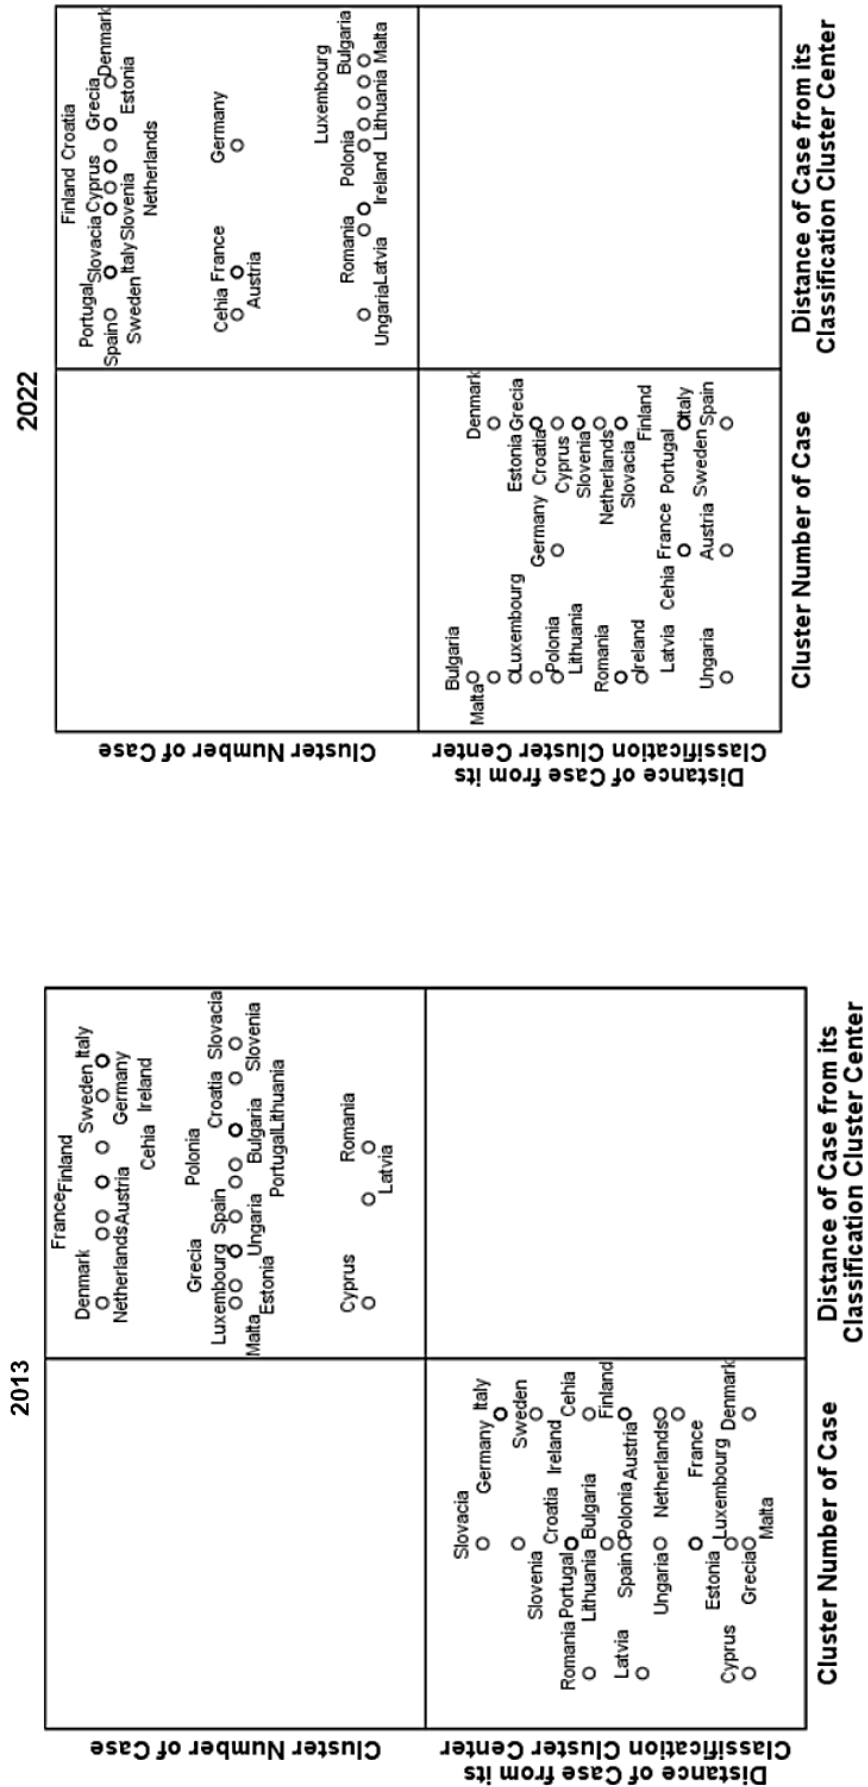 2013
Cluster Number of Case
Distance of Case from its
Classification Cluster Center
France
Finland
Denmark
Sweden
Italy
Netherlands
Austria
Germany
Cehia
Ireland
Polonia
Croatia
Slovacia
Grecia
Luxembourg
Spain
Malta
Estonia
Ungaria
Bulgaria
Slovenia
Portugal
Lithuania
Romania
Cyprus
Latvia
Slovacia
Germany
Italy
Sweden
Slovenia
Croatia
Ireland
Cehia
Romania
Portugal
Lithuania
Bulgaria
Finland
Latvia
Spain
Polonia
Austria
Ungaria
Netherlands
France
Estonia
Luxembourg
Denmark
Cyprus
Grecia
Malta
Cluster Number of Case
Distance of Case from its
Classification Cluster Center
2022
Cluster Number of Case
Distance of Case from its
Classification Cluster Center
Finland
Croatia
Portugal
Slovacia
Cyprus
Grecia
Denmark
Spain
Sweden
Italy
Slovenia
Estonia
Netherlands
Germany
Cehia
France
Austria
Luxembourg
Romania
Polonia
Bulgaria
Ungaria
Latvia
Ireland
Lithuania
Malta
Bulgaria
Denmark
Malta
Luxembourg
Estonia
Grecia
Germany
Croatia
Polonia
Cyprus
Lithuania
Slovenia
Romania
Netherlands
Ireland
Slovacia
Finland
Latvia
Cehia
France
Portugal
Italy
Ungaria
Austria
Sweden
Spain
Cluster Number of Case
Distance of Case from its
Classification Cluster Center